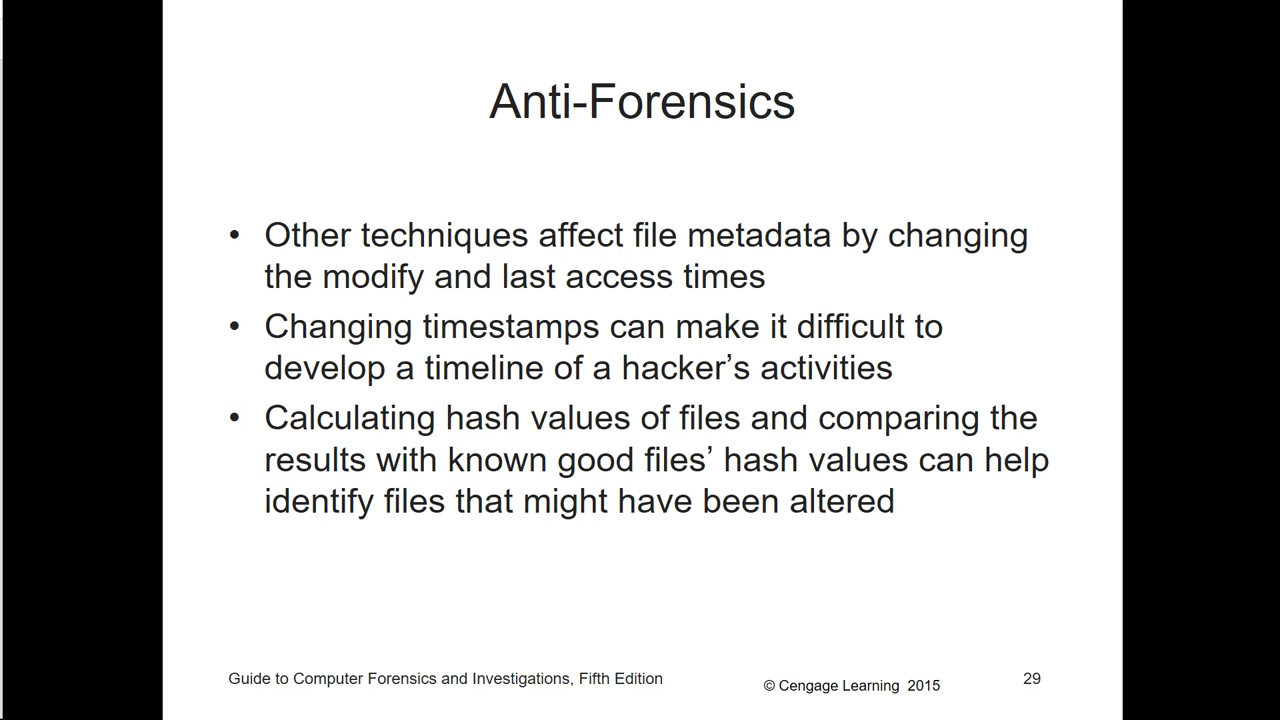 Anti-Forensics
• Other techniques affect file metadata by changing
the modify and last access times
• Changing timestamps can make it difficult to
develop a timeline of a hacker’s activities
• Calculating hash values of files and comparing the
results with known good files’ hash values can help
identify files that might have been altered
Guide to Computer Forensics and Investigations, Fifth Edition
© Cengage Learning 2015
29